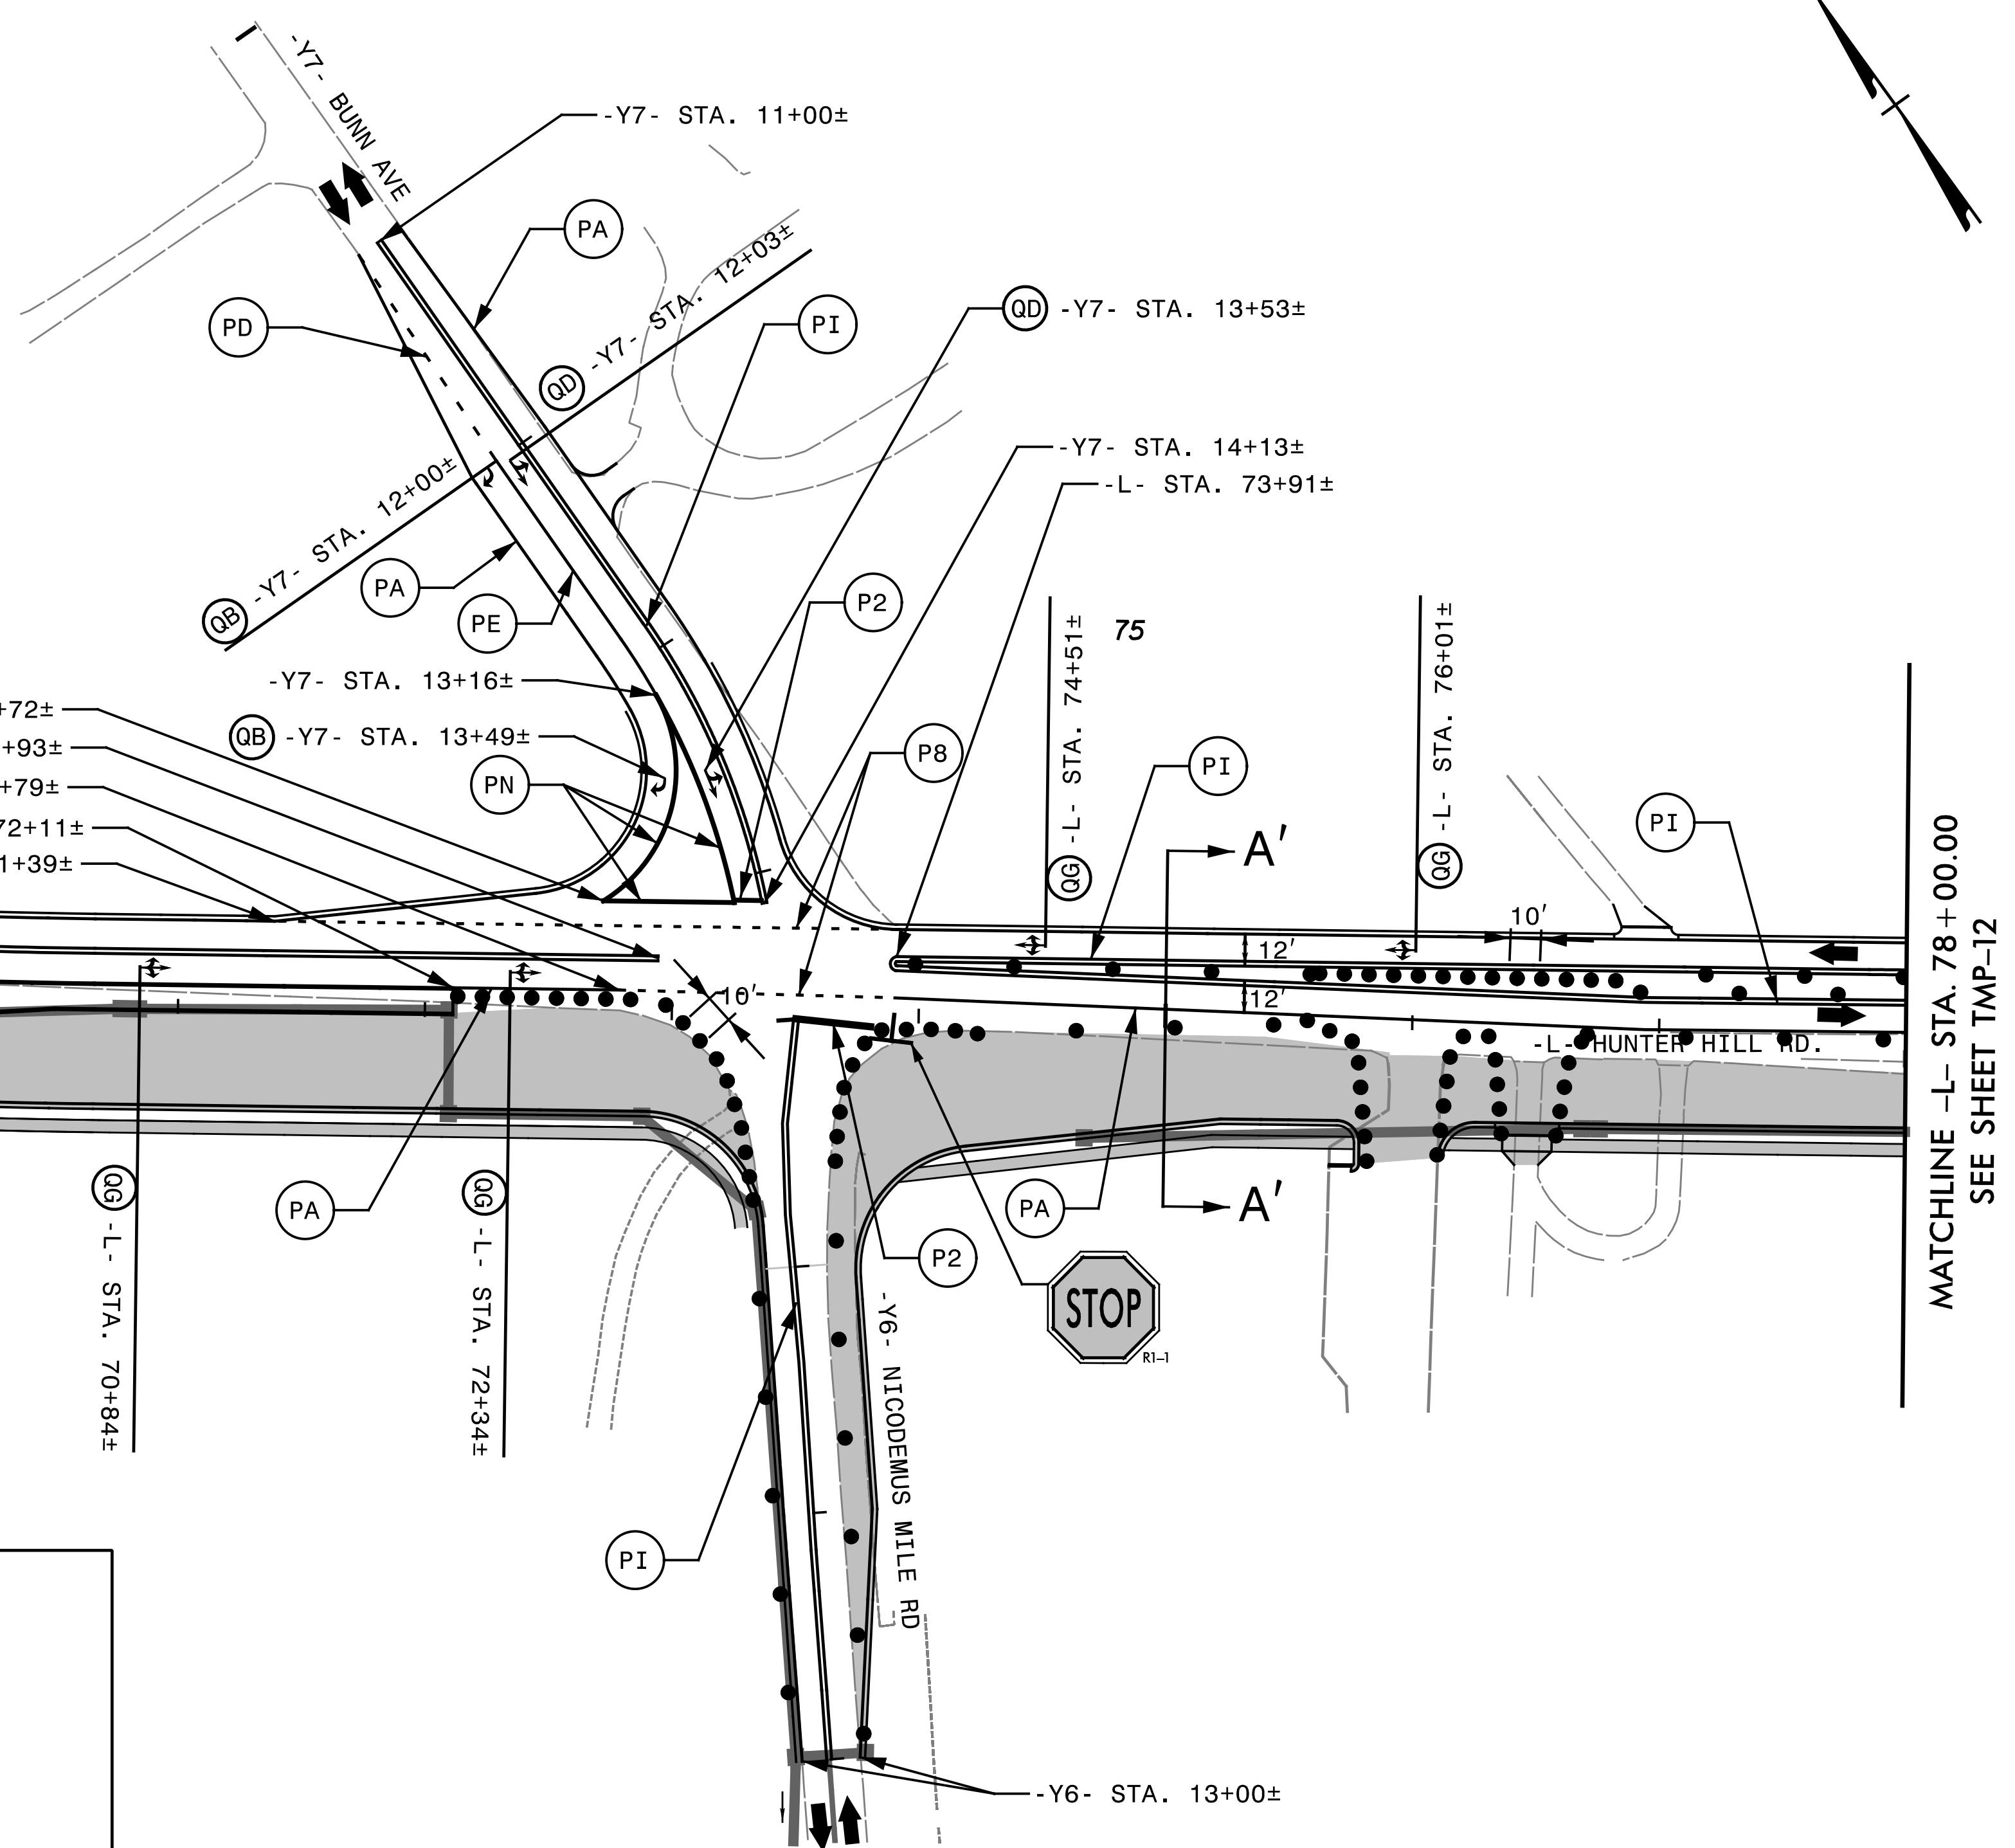 -Y7- BUNN AVE
-Y7- STA. 11+00±
PA
PD
QD -Y7- STA. 12+03±
PI
QD -Y7- STA. 13+53±
-Y7- STA. 14+13±
-L- STA. 73+91±
QB -Y7- STA. 12+00±
PA
PE
P2
QG -L- STA. 74+51±
75
QG -L- STA. 76+01±
-Y7- STA. 13+16±
+72±
QB -Y7- STA. 13+49±
+93±
PN
P8
PI
PI
+79±
72+11±
1+39±
A'
10'
12'
10'
12'
-L- HUNTER HILL RD.
MATCHLINE -L- STA. 78+00.00
SEE SHEET TMP-12
QG -L- STA. 70+84±
PA
QG -L- STA. 72+34±
PA
A'
P2
STOP
R1-1
-Y6- NICODEMUS MILE RD
PI
-Y6- STA. 13+00±